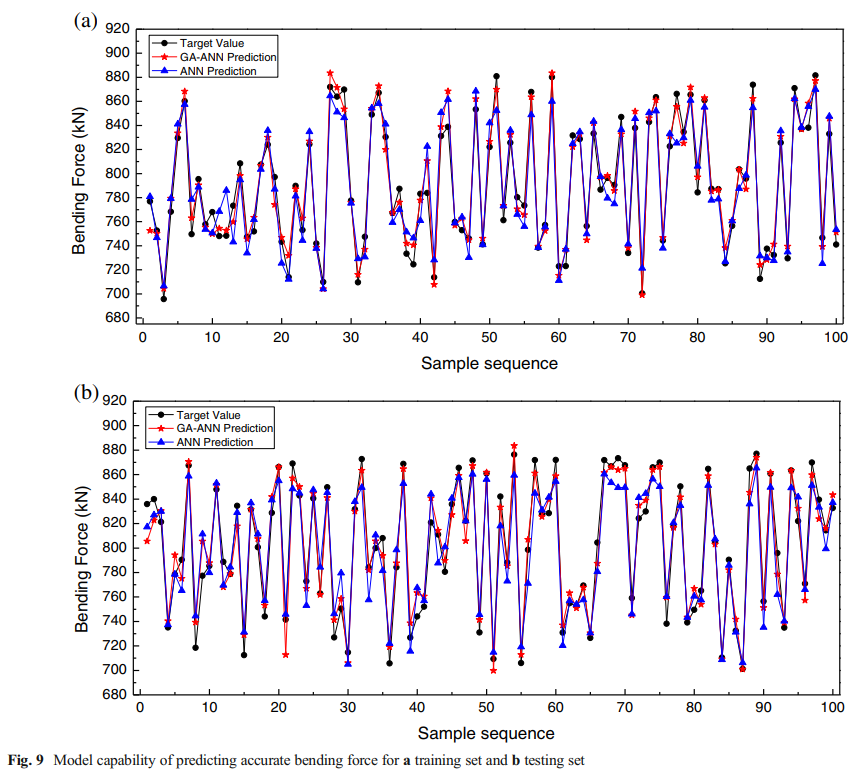 (a)
920
900
880
860
840
820
800
780
760
740
720
700
680
Bending Force (kN)
Target Value
GA-ANN Prediction
ANN Prediction
0 10 20 30 40 50 60 70 80 90 100
Sample sequence
(b)
920
900
880
860
840
820
800
780
760
740
720
700
680
Bending Force (kN)
Target Value
GA-ANN Prediction
ANN Prediction
0 10 20 30 40 50 60 70 80 90 100
Sample sequence
Fig. 9 Model capability of predicting accurate bending force for a training set and b testing set